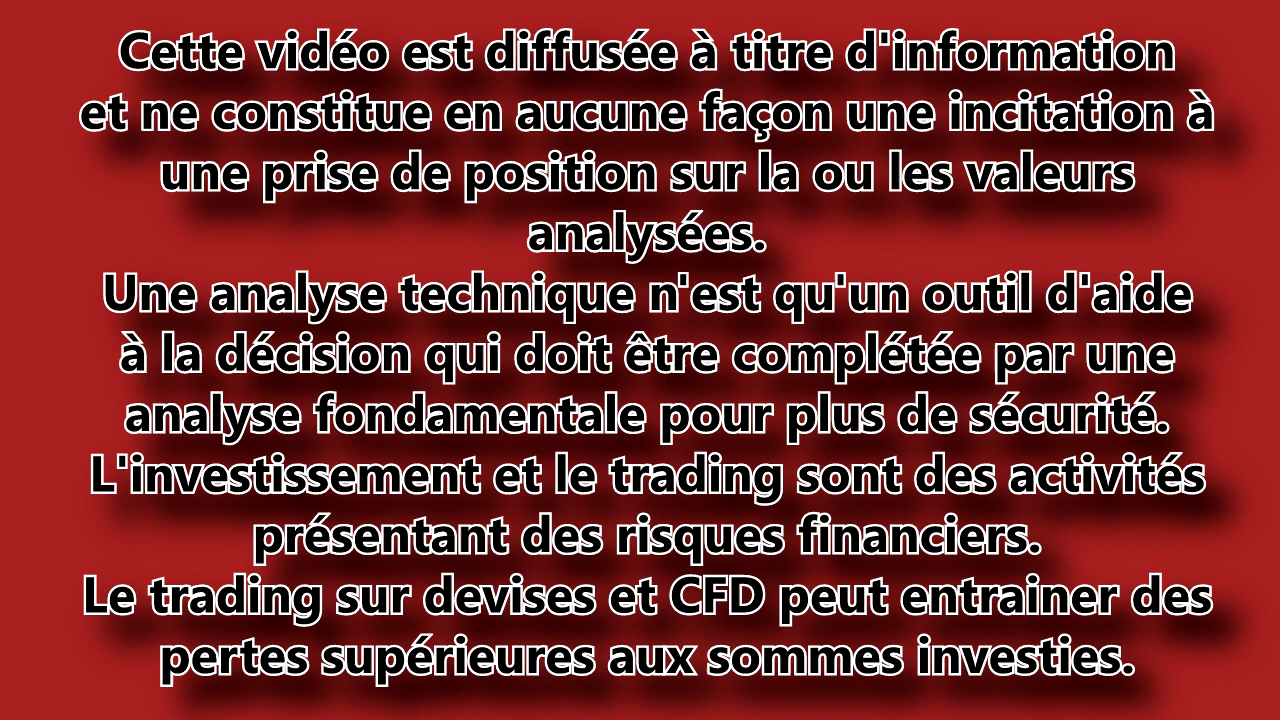 Cette vidéo est diffusée à titre d'information
et ne constitue en aucune façon une incitation à
une prise de position sur la ou les valeurs
analysées.
Une analyse technique n'est qu'un outil d'aide
à la décision qui doit être complétée par une
analyse fondamentale pour plus de sécurité.
L'investissement et le trading sont des activités
présentant des risques financiers.
Le trading sur devises et CFD peut entrainer des
pertes supérieures aux sommes investies.